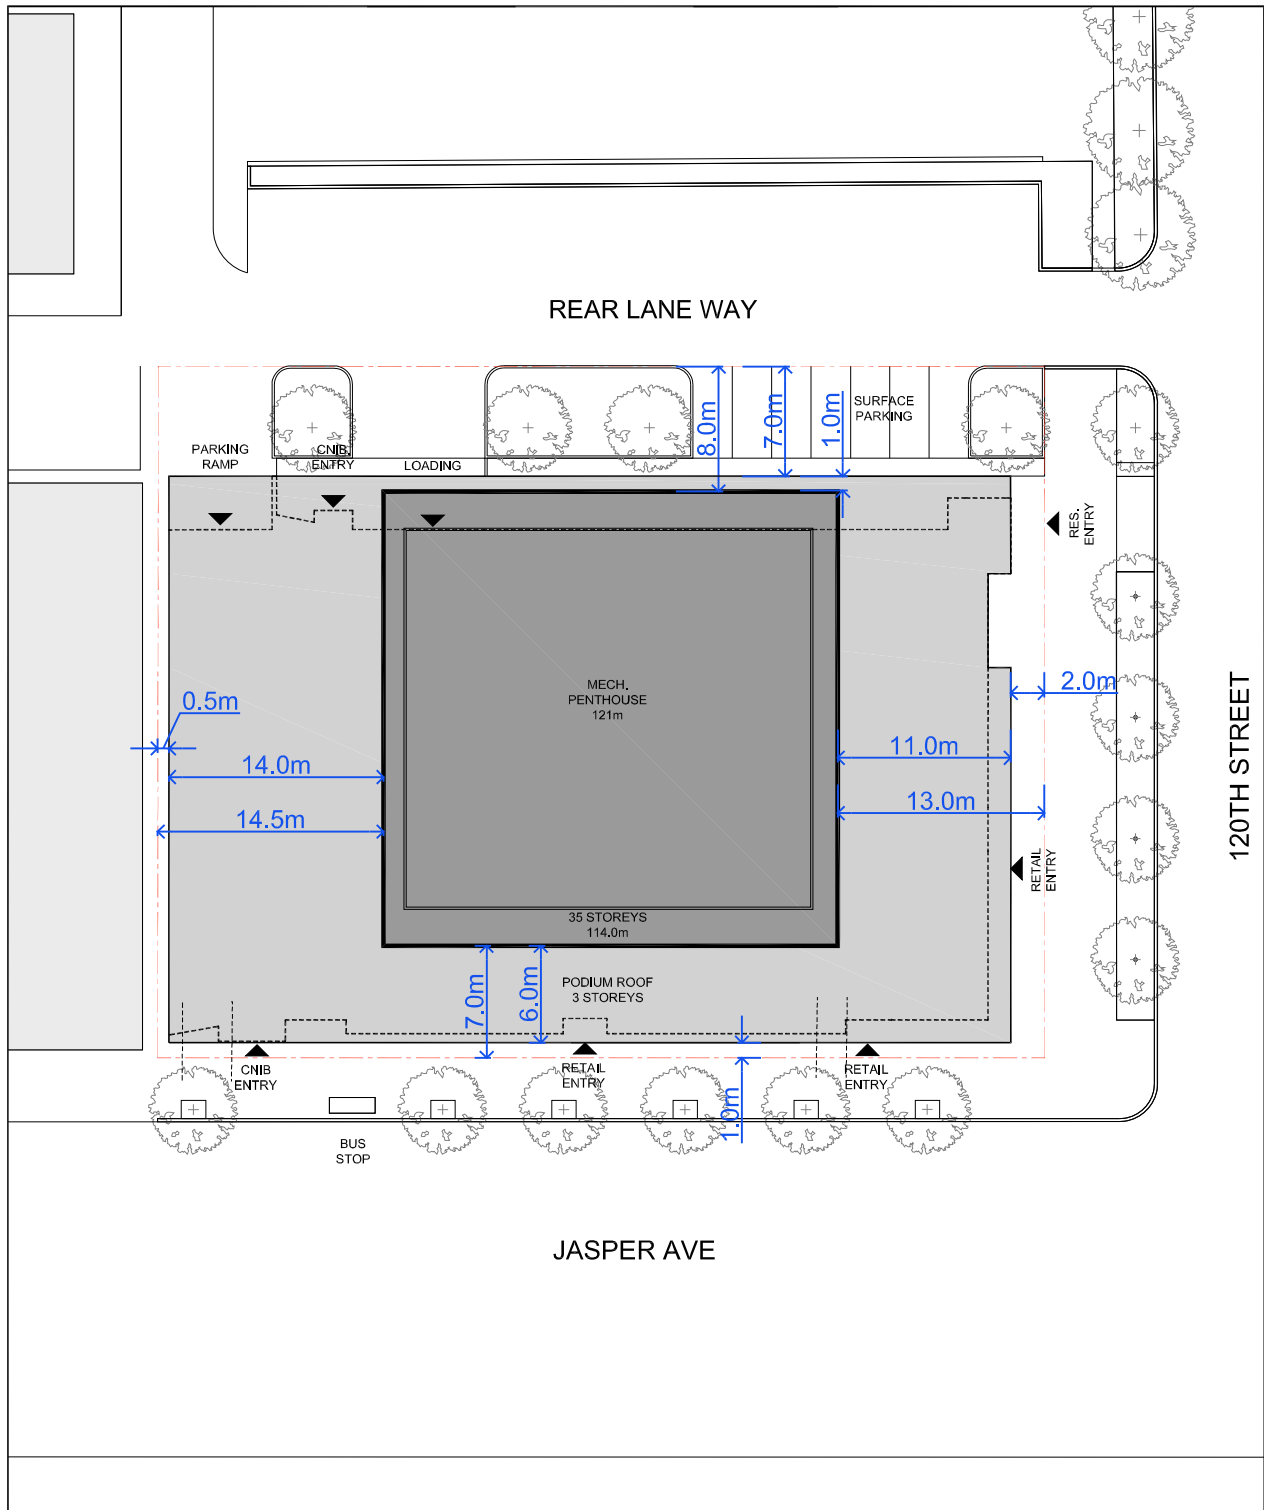 REAR LANE WAY
SURFACE
PARKING
8.0m
7.0m
1.0m
PARKING
RAMP
CNIB.
ENTRY
LOADING
RES.
ENTRY
MECH.
PENTHOUSE
121m
0.5m
2.0m
14.0m
11.0m
14.5m
13.0m
120TH STREET
RETAIL
ENTRY
35 STOREYS
114.0m
7.0m
6.0m
PODIUM ROOF
3 STOREYS
CNIB
ENTRY
RETAIL
ENTRY
RETAIL
ENTRY
1.0m
BUS
STOP
JASPER AVE